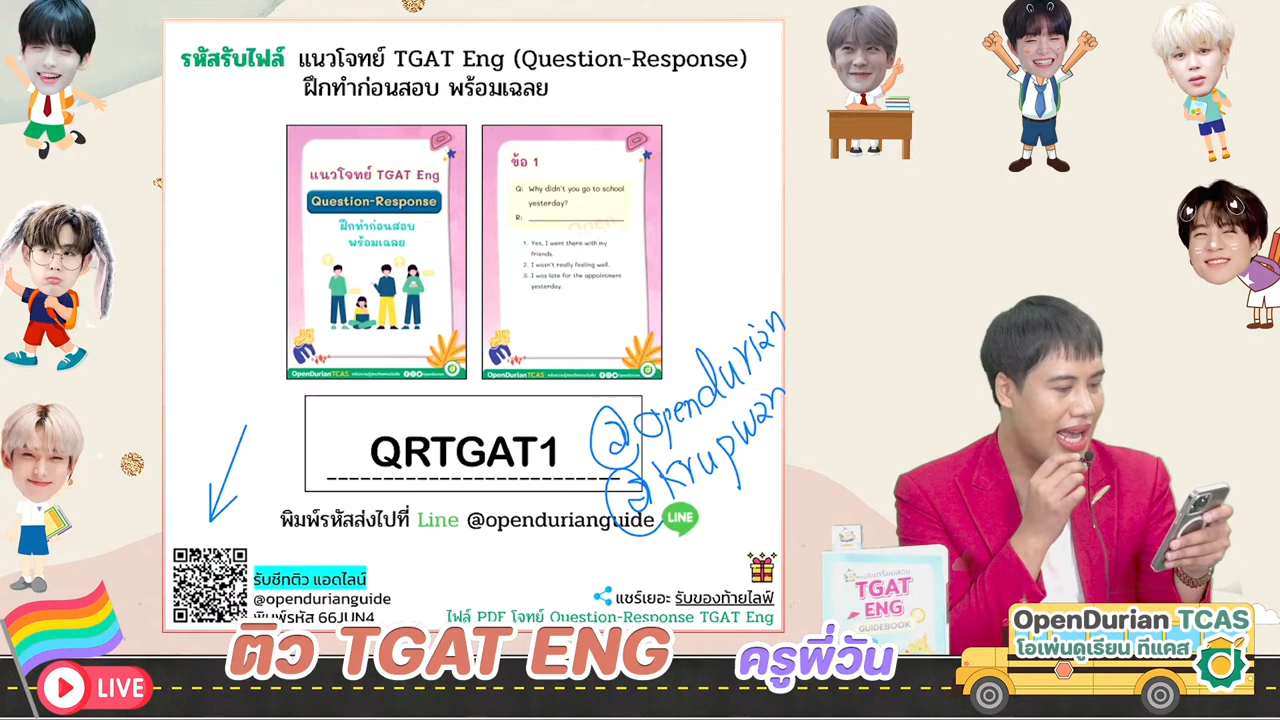 รหัสรับไฟล์ แนวโจทย์ TGAT Eng (Question-Response)
ฝึกทำก่อนสอบ พร้อมเฉลย
แนวโจทย์ TGAT Eng
Question-Response
ฝึกทำก่อนสอบ
พร้อมเฉลย
OpenDurianTCAS
ข้อ 1
Q: Why didn't you go to school
yesterday?
R:
1. Yes, I went there with my
friends.
2. I wasn't really feeling well.
3. I was late for the appointment
yesterday.
OpenDurianTCAS
@opendurian
@krupwan
QRTGAT1
พิมพ์รหัสส่งไปที่ Line @opendurianguide LINE
รับชีทติว แอดไลน์
@opendurianguide
พิมพ์รหัส 66JUN4
แชร์เยอะ รับของท้ายไลฟ์
ไฟล์ PDF โจทย์ Question-Response TGAT Eng
TGAT
ENG
GUIDEBOOK
ติว TGAT ENG ครูพี่วัน
LIVE
OpenDurian TCAS
โอเพ่นดูเรียน ทีแคส